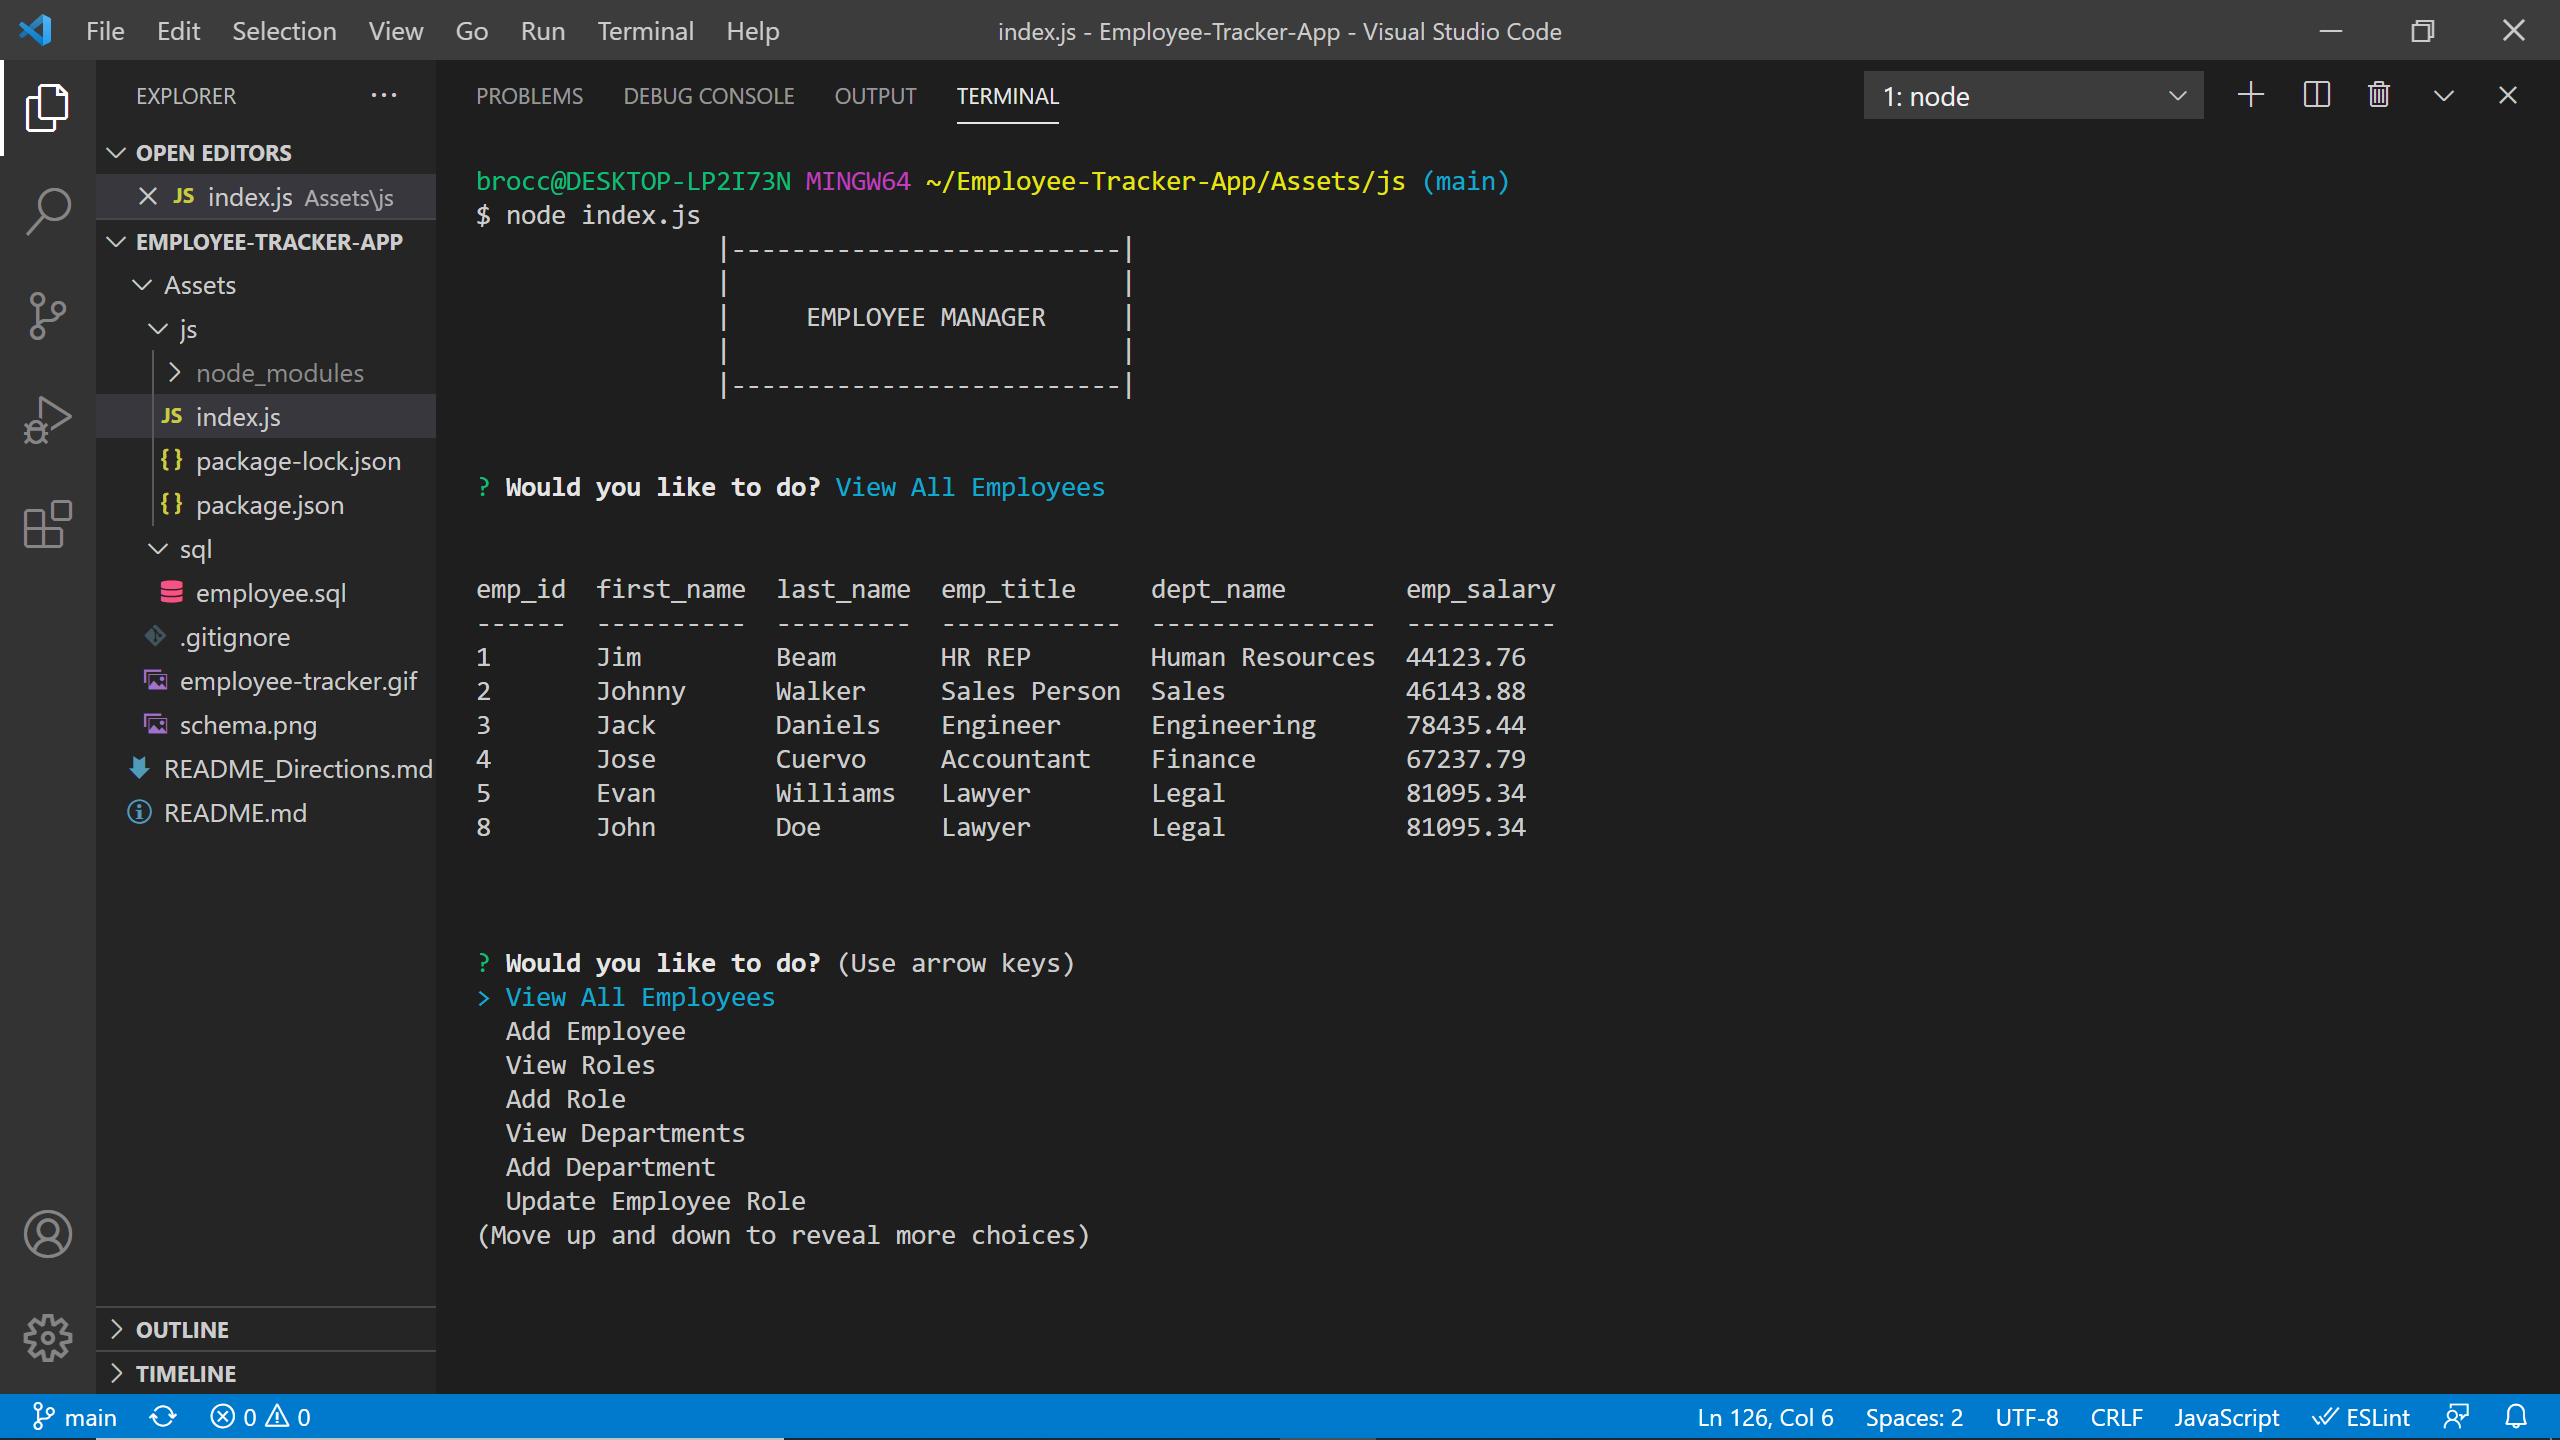 File Edit Selection View Go Run Terminal Help index.js - Employee-Tracker-App - Visual Studio Code
EXPLORER
OPEN EDITORS
JS index.js Assets\js
EMPLOYEE-TRACKER-APP
Assets
js
node_modules
JS index.js
{} package-lock.json
{} package.json
sql
employee.sql
.gitignore
employee-tracker.gif
schema.png
README_Directions.md
README.md
OUTLINE
TIMELINE
PROBLEMS DEBUG CONSOLE OUTPUT TERMINAL 1: node
brocc@DESKTOP-LP2I73N MINGW64 ~/Employee-Tracker-App/Assets/js (main)
$ node index.js
|--------------------------|
| |
| EMPLOYEE MANAGER |
| |
|--------------------------|
? Would you like to do? View All Employees
emp_id first_name last_name emp_title dept_name emp_salary
------ ---------- --------- ------------ --------------- ----------
1 Jim Beam HR REP Human Resources 44123.76
2 Johnny Walker Sales Person Sales 46143.88
3 Jack Daniels Engineer Engineering 78435.44
4 Jose Cuervo Accountant Finance 67237.79
5 Evan Williams Lawyer Legal 81095.34
8 John Doe Lawyer Legal 81095.34
? Would you like to do? (Use arrow keys)
> View All Employees
Add Employee
View Roles
Add Role
View Departments
Add Department
Update Employee Role
(Move up and down to reveal more choices)
main 0 0 Ln 126, Col 6 Spaces: 2 UTF-8 CRLF JavaScript ESLint